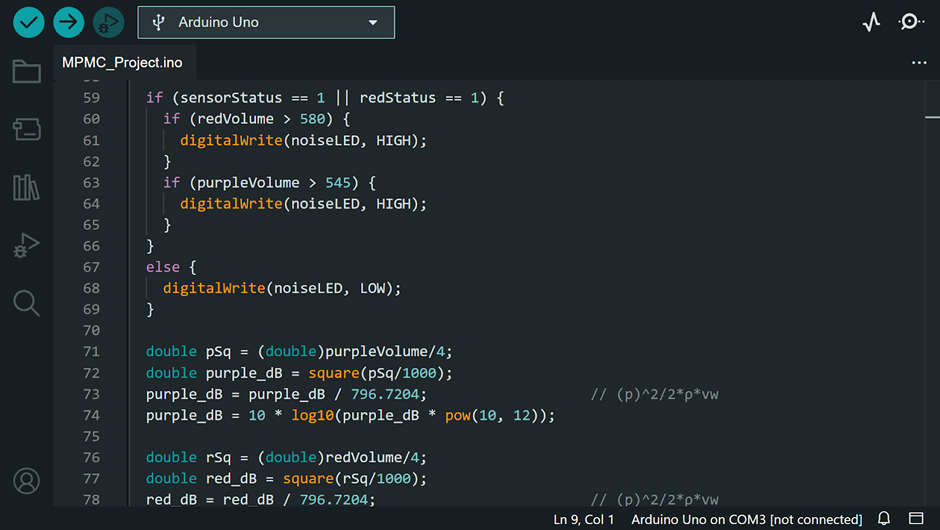 Arduino Uno
MPMC_Project.ino
59 if (sensorStatus == 1 || redStatus == 1) {
60 if (redVolume > 580) {
61 digitalWrite(noiseLED, HIGH);
62 }
63 if (purpleVolume > 545) {
64 digitalWrite(noiseLED, HIGH);
65 }
66 }
67 else {
68 digitalWrite(noiseLED, LOW);
69 }
70
71 double pSq = (double)purpleVolume/4;
72 double purple_dB = square(pSq/1000);
73 purple_dB = purple_dB / 796.7204; // (p)^2/2*ρ*vw
74 purple_dB = 10 * log10(purple_dB * pow(10, 12));
75
76 double rSq = (double)redVolume/4;
77 double red_dB = square(rSq/1000);
78 red_dB = red_dB / 796.7204; // (p)^2/2*ρ*vw
Ln 9, Col 1 Arduino Uno on COM3 [not connected]